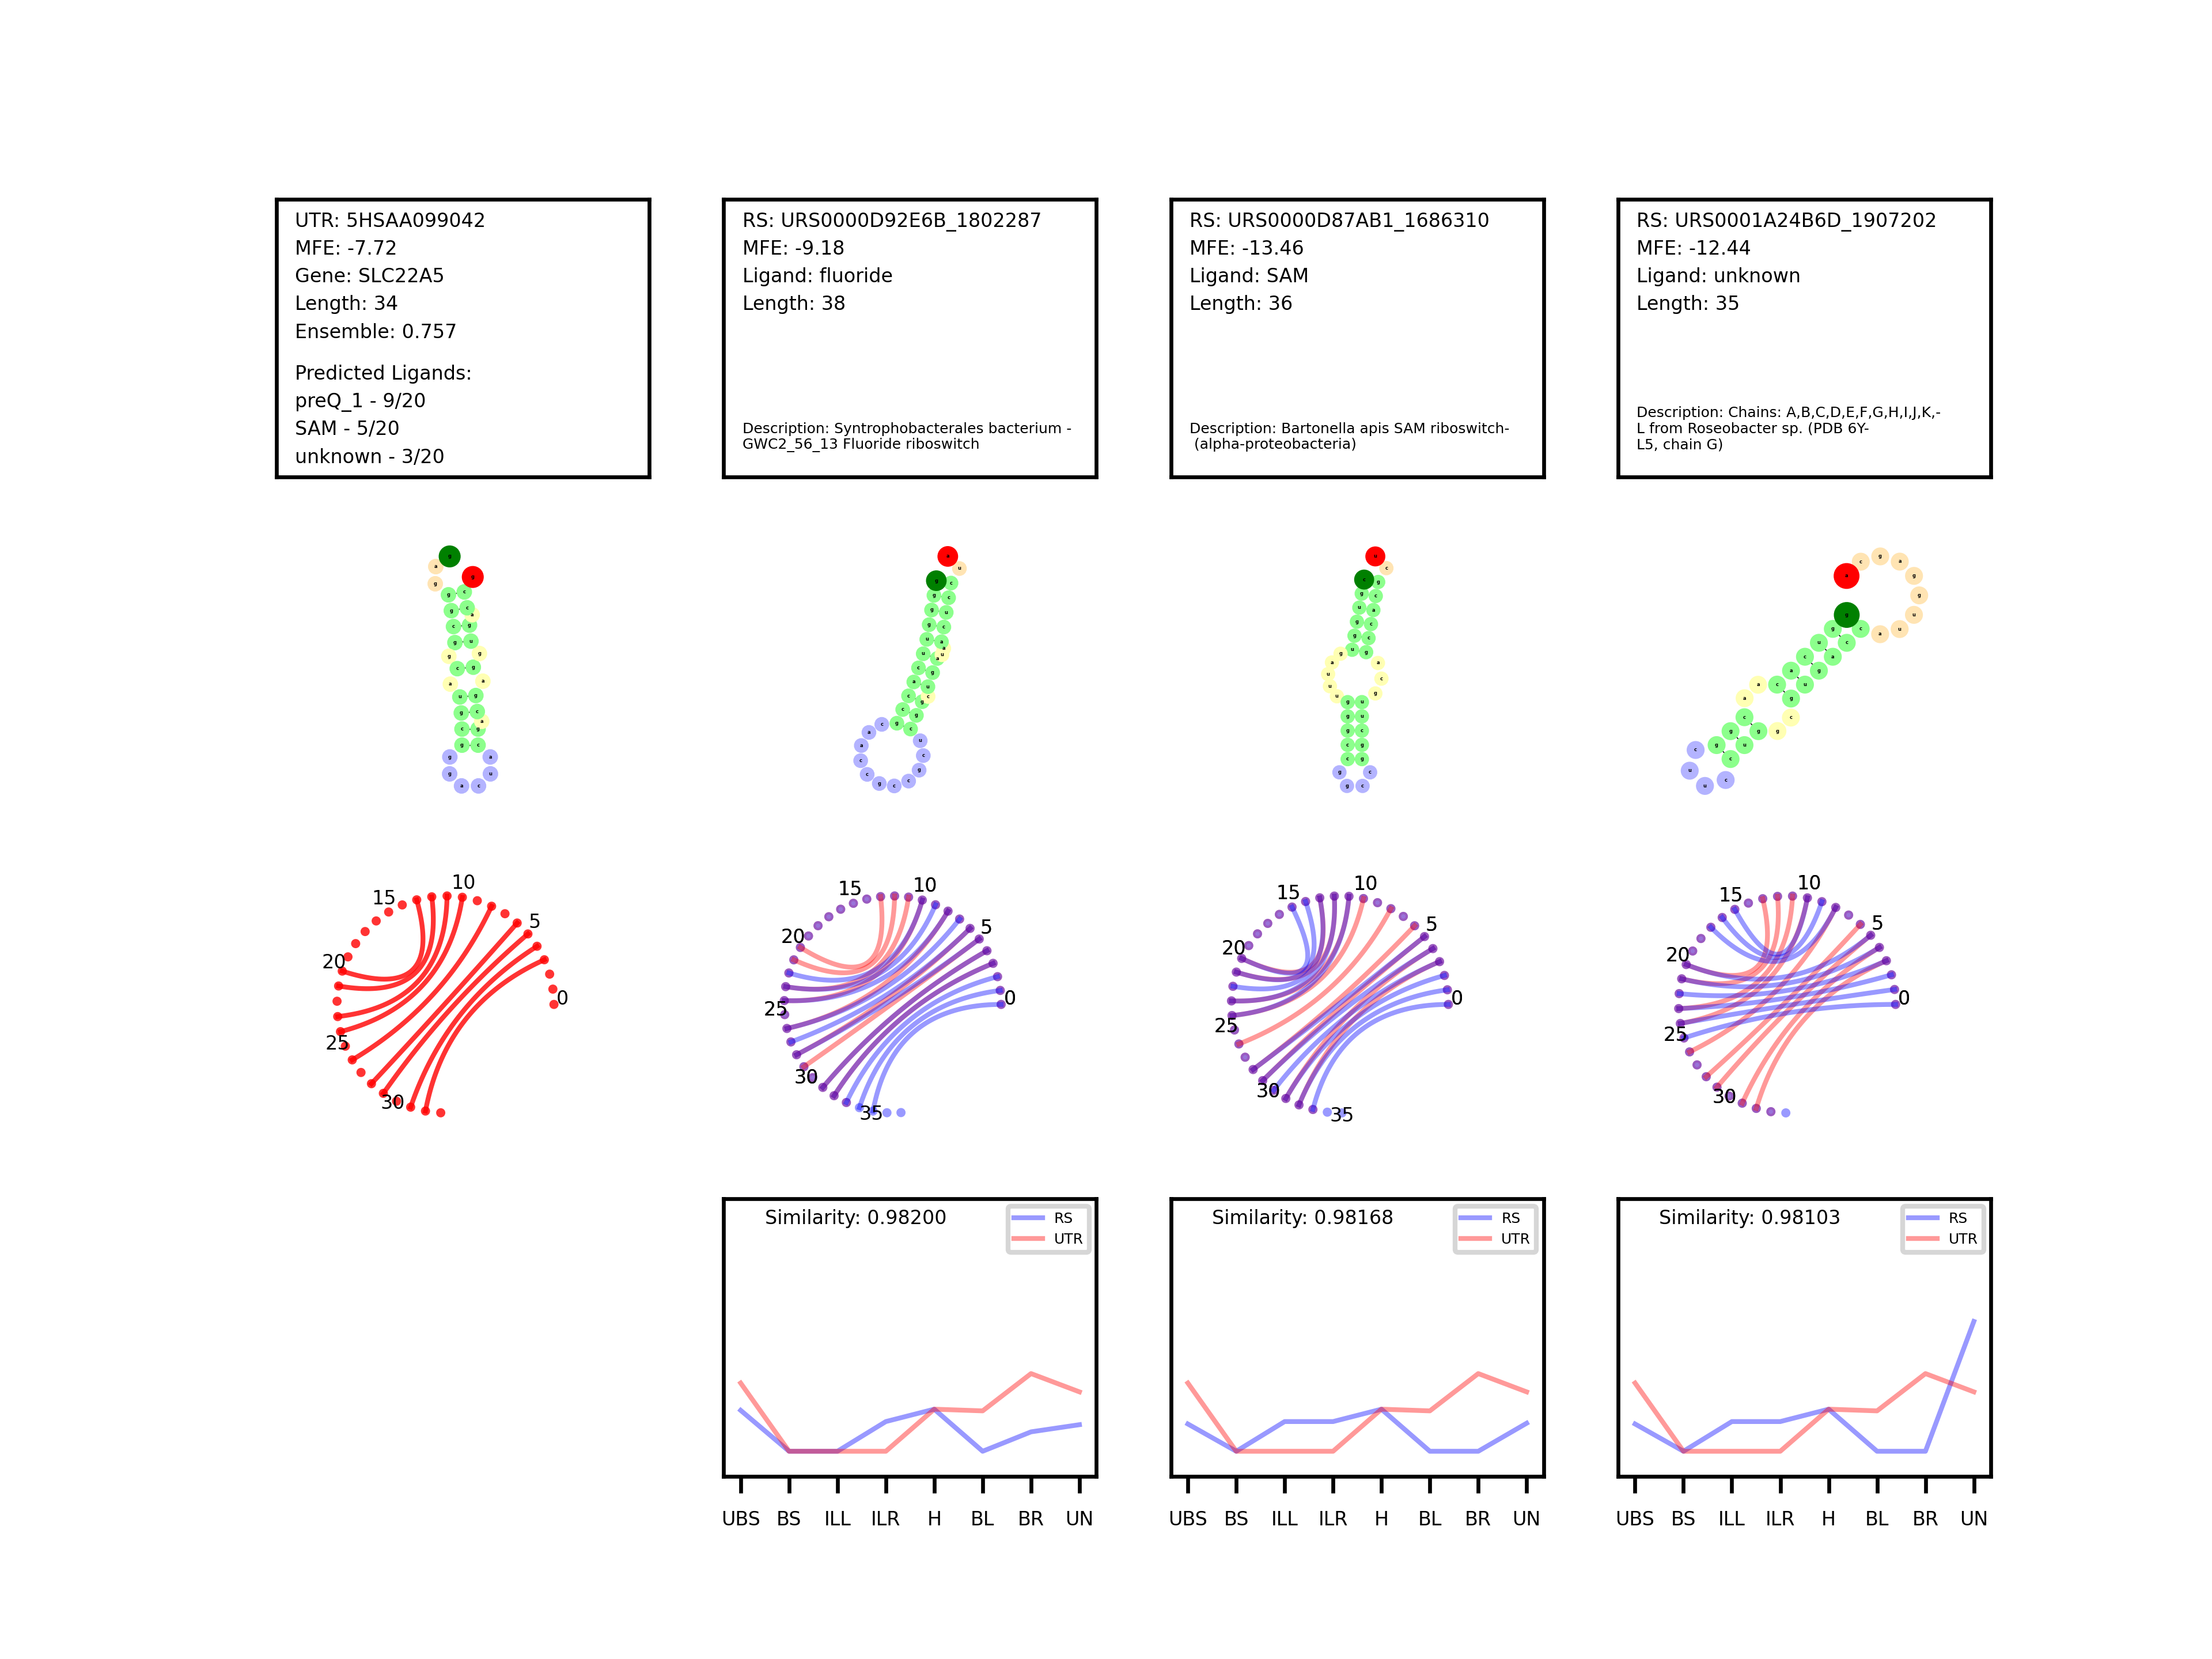 UTR: 5HSAA099042
MFE: -7.72
Gene: SLC22A5
Length: 34
Ensemble: 0.757
Predicted Ligands:
preQ_1 - 9/20
SAM - 5/20
unknown - 3/20
RS: URS0000D92E6B_1802287
MFE: -9.18
Ligand: fluoride
Length: 38
Description: Syntrophobacterales bacterium -
GWC2_56_13 Fluoride riboswitch
RS: URS0000D87AB1_1686310
MFE: -13.46
Ligand: SAM
Length: 36
Description: Bartonella apis SAM riboswitch-
(alpha-proteobacteria)
RS: URS0001A24B6D_1907202
MFE: -12.44
Ligand: unknown
Length: 35
Description: Chains: A,B,C,D,E,F,G,H,I,J,K,-
L from Roseobacter sp. (PDB 6Y-
L5, chain G)
0
5
10
15
20
25
30
0
5
10
15
20
25
30
35
0
5
10
15
20
25
30
35
0
5
10
15
20
25
30
Similarity: 0.98200
RS
UTR
UBS BS ILL ILR H BL BR UN
Similarity: 0.98168
RS
UTR
UBS BS ILL ILR H BL BR UN
Similarity: 0.98103
RS
UTR
UBS BS ILL ILR H BL BR UN